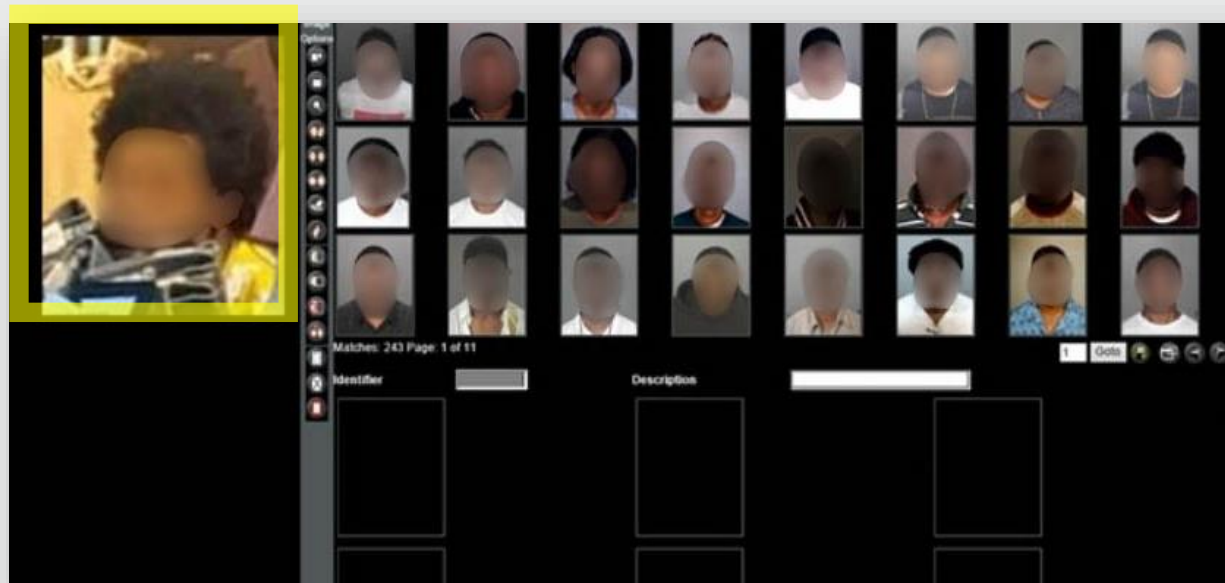 Options
Matches: 243 Page: 1 of 11
1 Goto
Identifier
Description